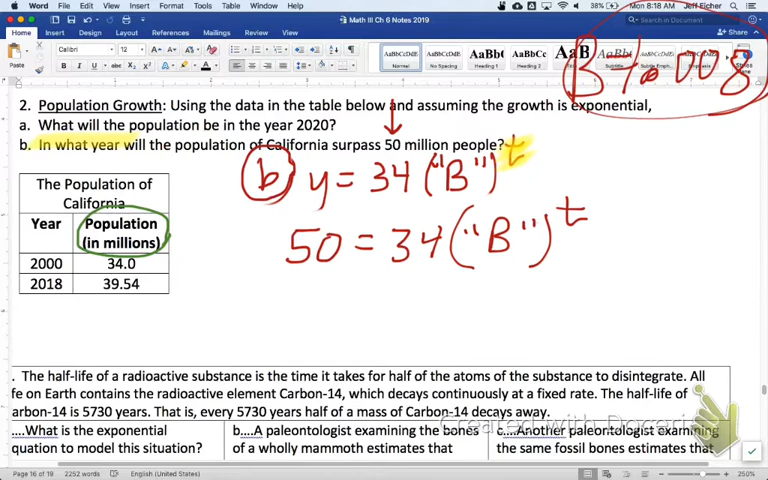 Word File Edit View Insert Format Tools Table Window Help Mon 8:18 AM Jeff Eicher
Math III Ch 6 Notes 2019
Search in Document
Home Insert Design Layout References Mailings Review View Share
Calibri 12
AaBbCcDdEe AaBbCcDdEe AaBbC AaBbCc AaB
Normal No Spacing Heading 1 Heading 2 Title
.008
2. Population Growth: Using the data in the table below and assuming the growth is exponential,
a. What will the population be in the year 2020?
b. In what year will the population of California surpass 50 million people?
b y = 34 ("B")^t
50 = 34 ("B")^t
The Population of
California
Year Population
(in millions)
2000 34.0
2018 39.54
. The half-life of a radioactive substance is the time it takes for half of the atoms of the substance to disintegrate. All
fe on Earth contains the radioactive element Carbon-14, which decays continuously at a fixed rate. The half-life of
arbon-14 is 5730 years. That is, every 5730 years half of a mass of Carbon-14 decays away.
Created with Doceri
....What is the exponential
quation to model this situation?
b....A paleontologist examining the bones
of a wholly mammoth estimates that
c....Another paleontologist examining
the same fossil bones estimates that
Page 16 of 19 2252 words English (United States) 250%